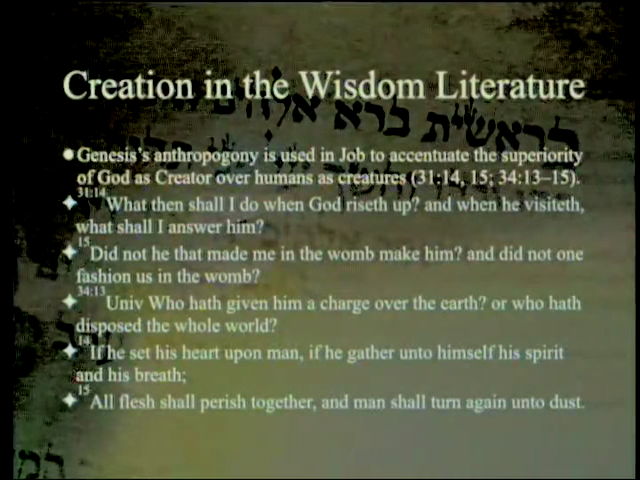 Creation in the Wisdom Literature
בראשית ברא אלהים
Genesis's anthropogony is used in Job to accentuate the superiority
of God as Creator over humans as creatures (31:14, 15; 34:13–15).
31:14 What then shall I do when God riseth up? and when he visiteth,
what shall I answer him?
15 Did not he that made me in the womb make him? and did not one
fashion us in the womb?
34:13 Univ Who hath given him a charge over the earth? or who hath
disposed the whole world?
14 If he set his heart upon man, if he gather unto himself his spirit
and his breath;
15 All flesh shall perish together, and man shall turn again unto dust.